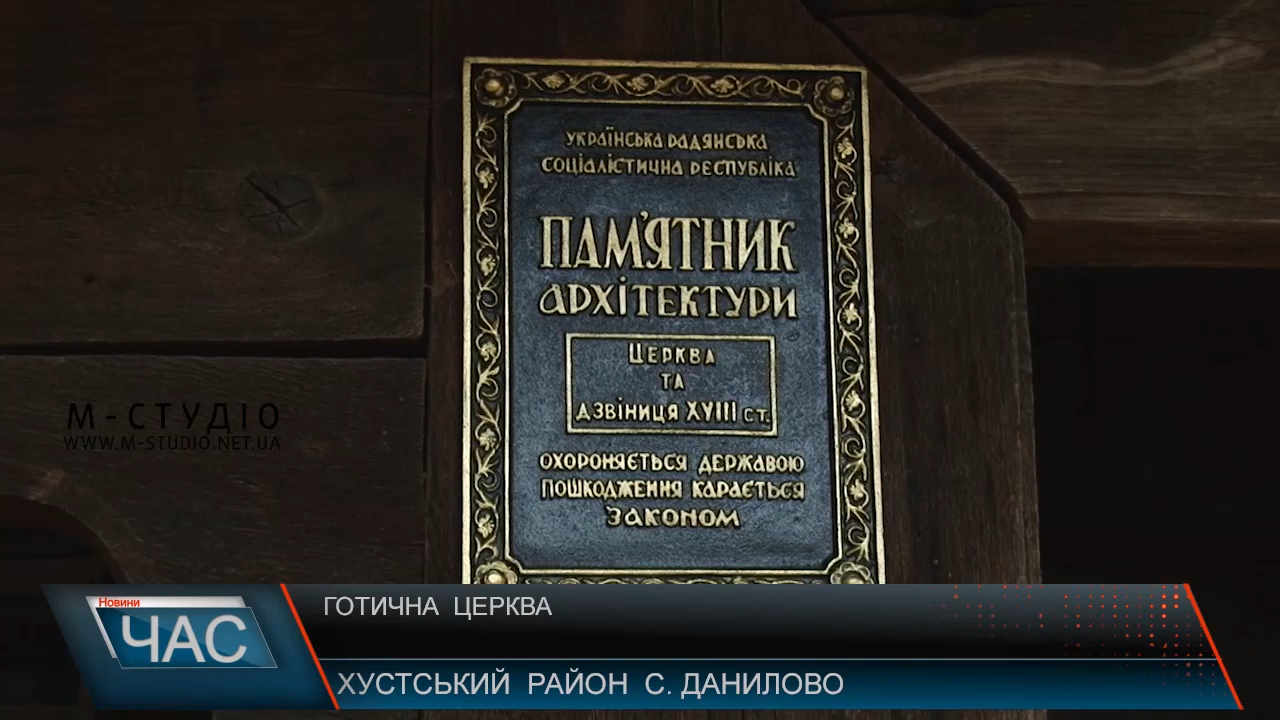 УКРАЇНСЬКА РАДЯНСЬКА
СОЦІАЛІСТИЧНА РЕСПУБЛІКА
ПАМ'ЯТНИК
АРХІТЕКТУРИ
ЦЕРКВА
ТА
ДЗВІНИЦЯ XVIII СТ.
ОХОРОНЯЄТЬСЯ ДЕРЖАВОЮ
ПОШКОДЖЕННЯ КАРАЄТЬСЯ
ЗАКОНОМ
М-СТУДІО
WWW.M-STUDIO.NET.UA
Новини
ЧАС
ГОТИЧНА ЦЕРКВА
ХУСТСЬКИЙ РАЙОН С. ДАНИЛОВО